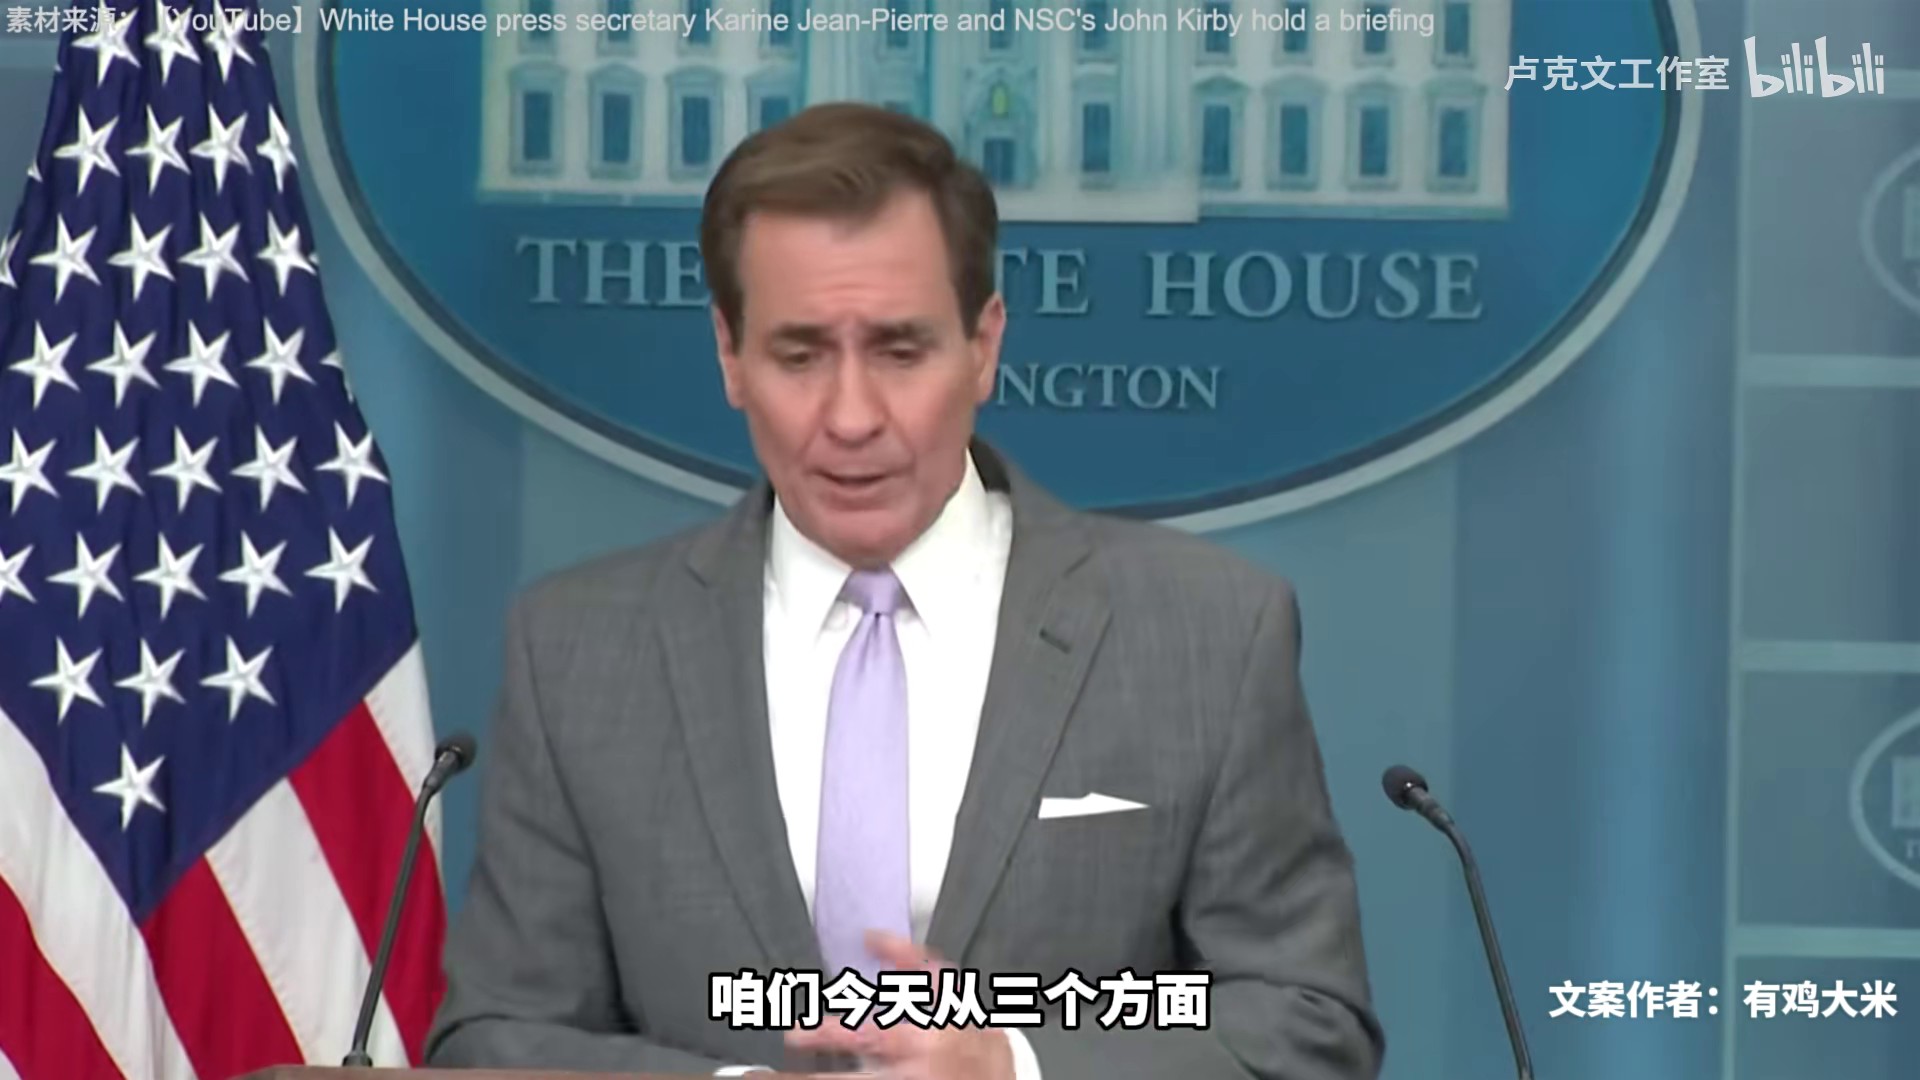 素材来源：【YouTube】White House press secretary Karine Jean-Pierre and NSC's John Kirby hold a briefing
卢克文工作室 bilibili
THE TE HOUSE
NGTON
咱们今天从三个方面
文案作者：有鸡大米